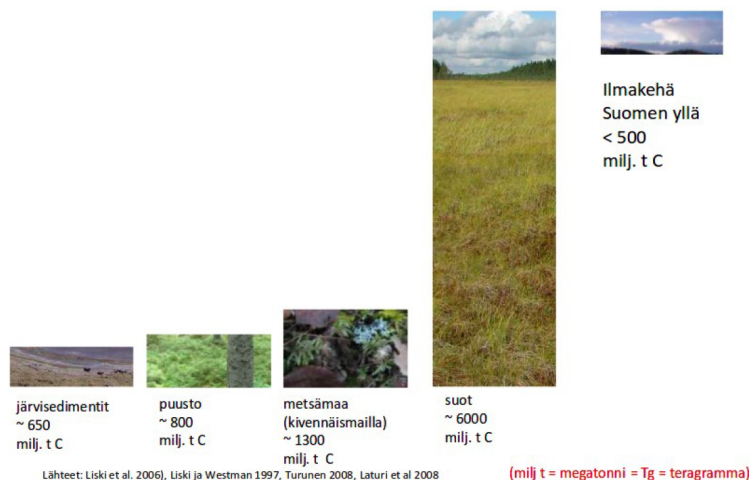 Ilmakehä
Suomen yllä
< 500
milj. t C
järvisedimentit
~ 650
milj. t C
puusto
~ 800
milj. t C
metsämaa
(kivennäismailla)
~ 1300
milj. t  C
suot
~ 6000
milj. t C
Lähteet: Liski et al. 2006), Liski ja Westman 1997, Turunen 2008, Laturi et al 2008
(milj t = megatonni = Tg = teragramma)